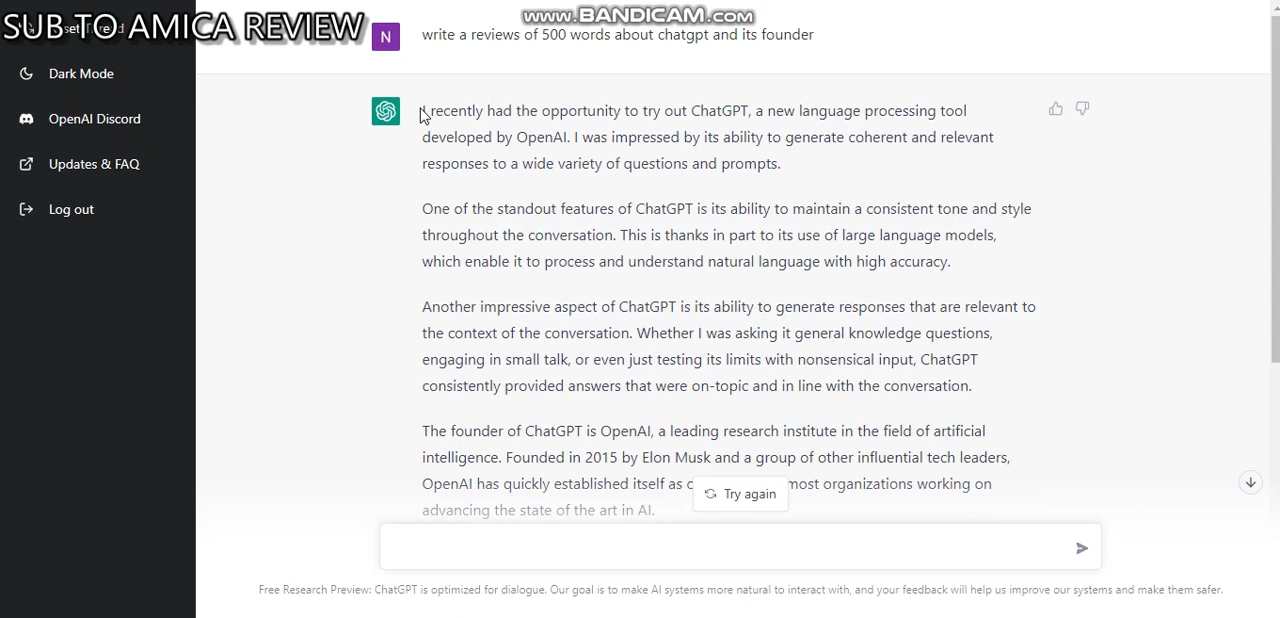 www.BANDICAM.com
SUB TO AMICA REVIEW
N
write a reviews of 500 words about chatgpt and its founder
Dark Mode
OpenAI Discord
Updates & FAQ
Log out
I recently had the opportunity to try out ChatGPT, a new language processing tool
developed by OpenAI. I was impressed by its ability to generate coherent and relevant
responses to a wide variety of questions and prompts.
One of the standout features of ChatGPT is its ability to maintain a consistent tone and style
throughout the conversation. This is thanks in part to its use of large language models,
which enable it to process and understand natural language with high accuracy.
Another impressive aspect of ChatGPT is its ability to generate responses that are relevant to
the context of the conversation. Whether I was asking it general knowledge questions,
engaging in small talk, or even just testing its limits with nonsensical input, ChatGPT
consistently provided answers that were on-topic and in line with the conversation.
The founder of ChatGPT is OpenAI, a leading research institute in the field of artificial
intelligence. Founded in 2015 by Elon Musk and a group of other influential tech leaders,
OpenAI has quickly established itself as most organizations working on
advancing the state of the art in AI.
Try again
Free Research Preview: ChatGPT is optimized for dialogue. Our goal is to make AI systems more natural to interact with, and your feedback will help us improve our systems and make them safer.